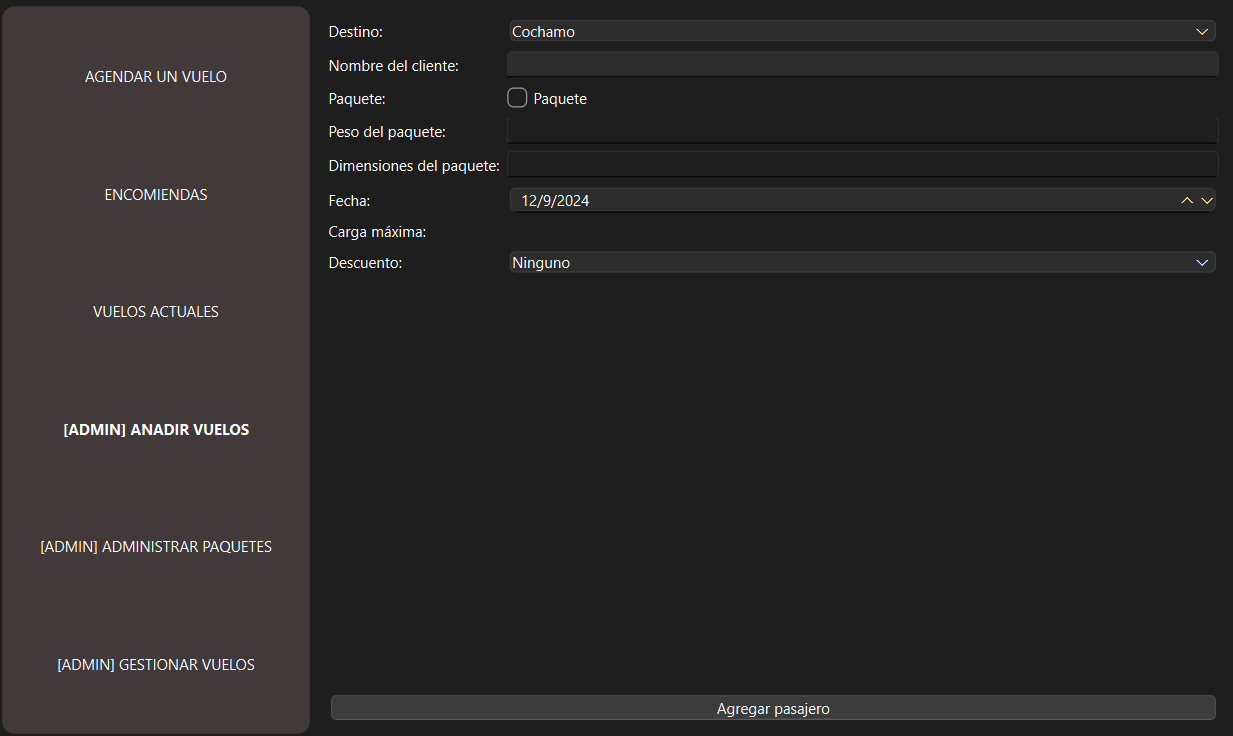 AGENDAR UN VUELO
ENCOMIENDAS
VUELOS ACTUALES
[ADMIN] ANADIR VUELOS
[ADMIN] ADMINISTRAR PAQUETES
[ADMIN] GESTIONAR VUELOS
Destino: Cochamo
Nombre del cliente:
Paquete: Paquete
Peso del paquete:
Dimensiones del paquete:
Fecha: 12/9/2024
Carga máxima:
Descuento: Ninguno
Agregar pasajero